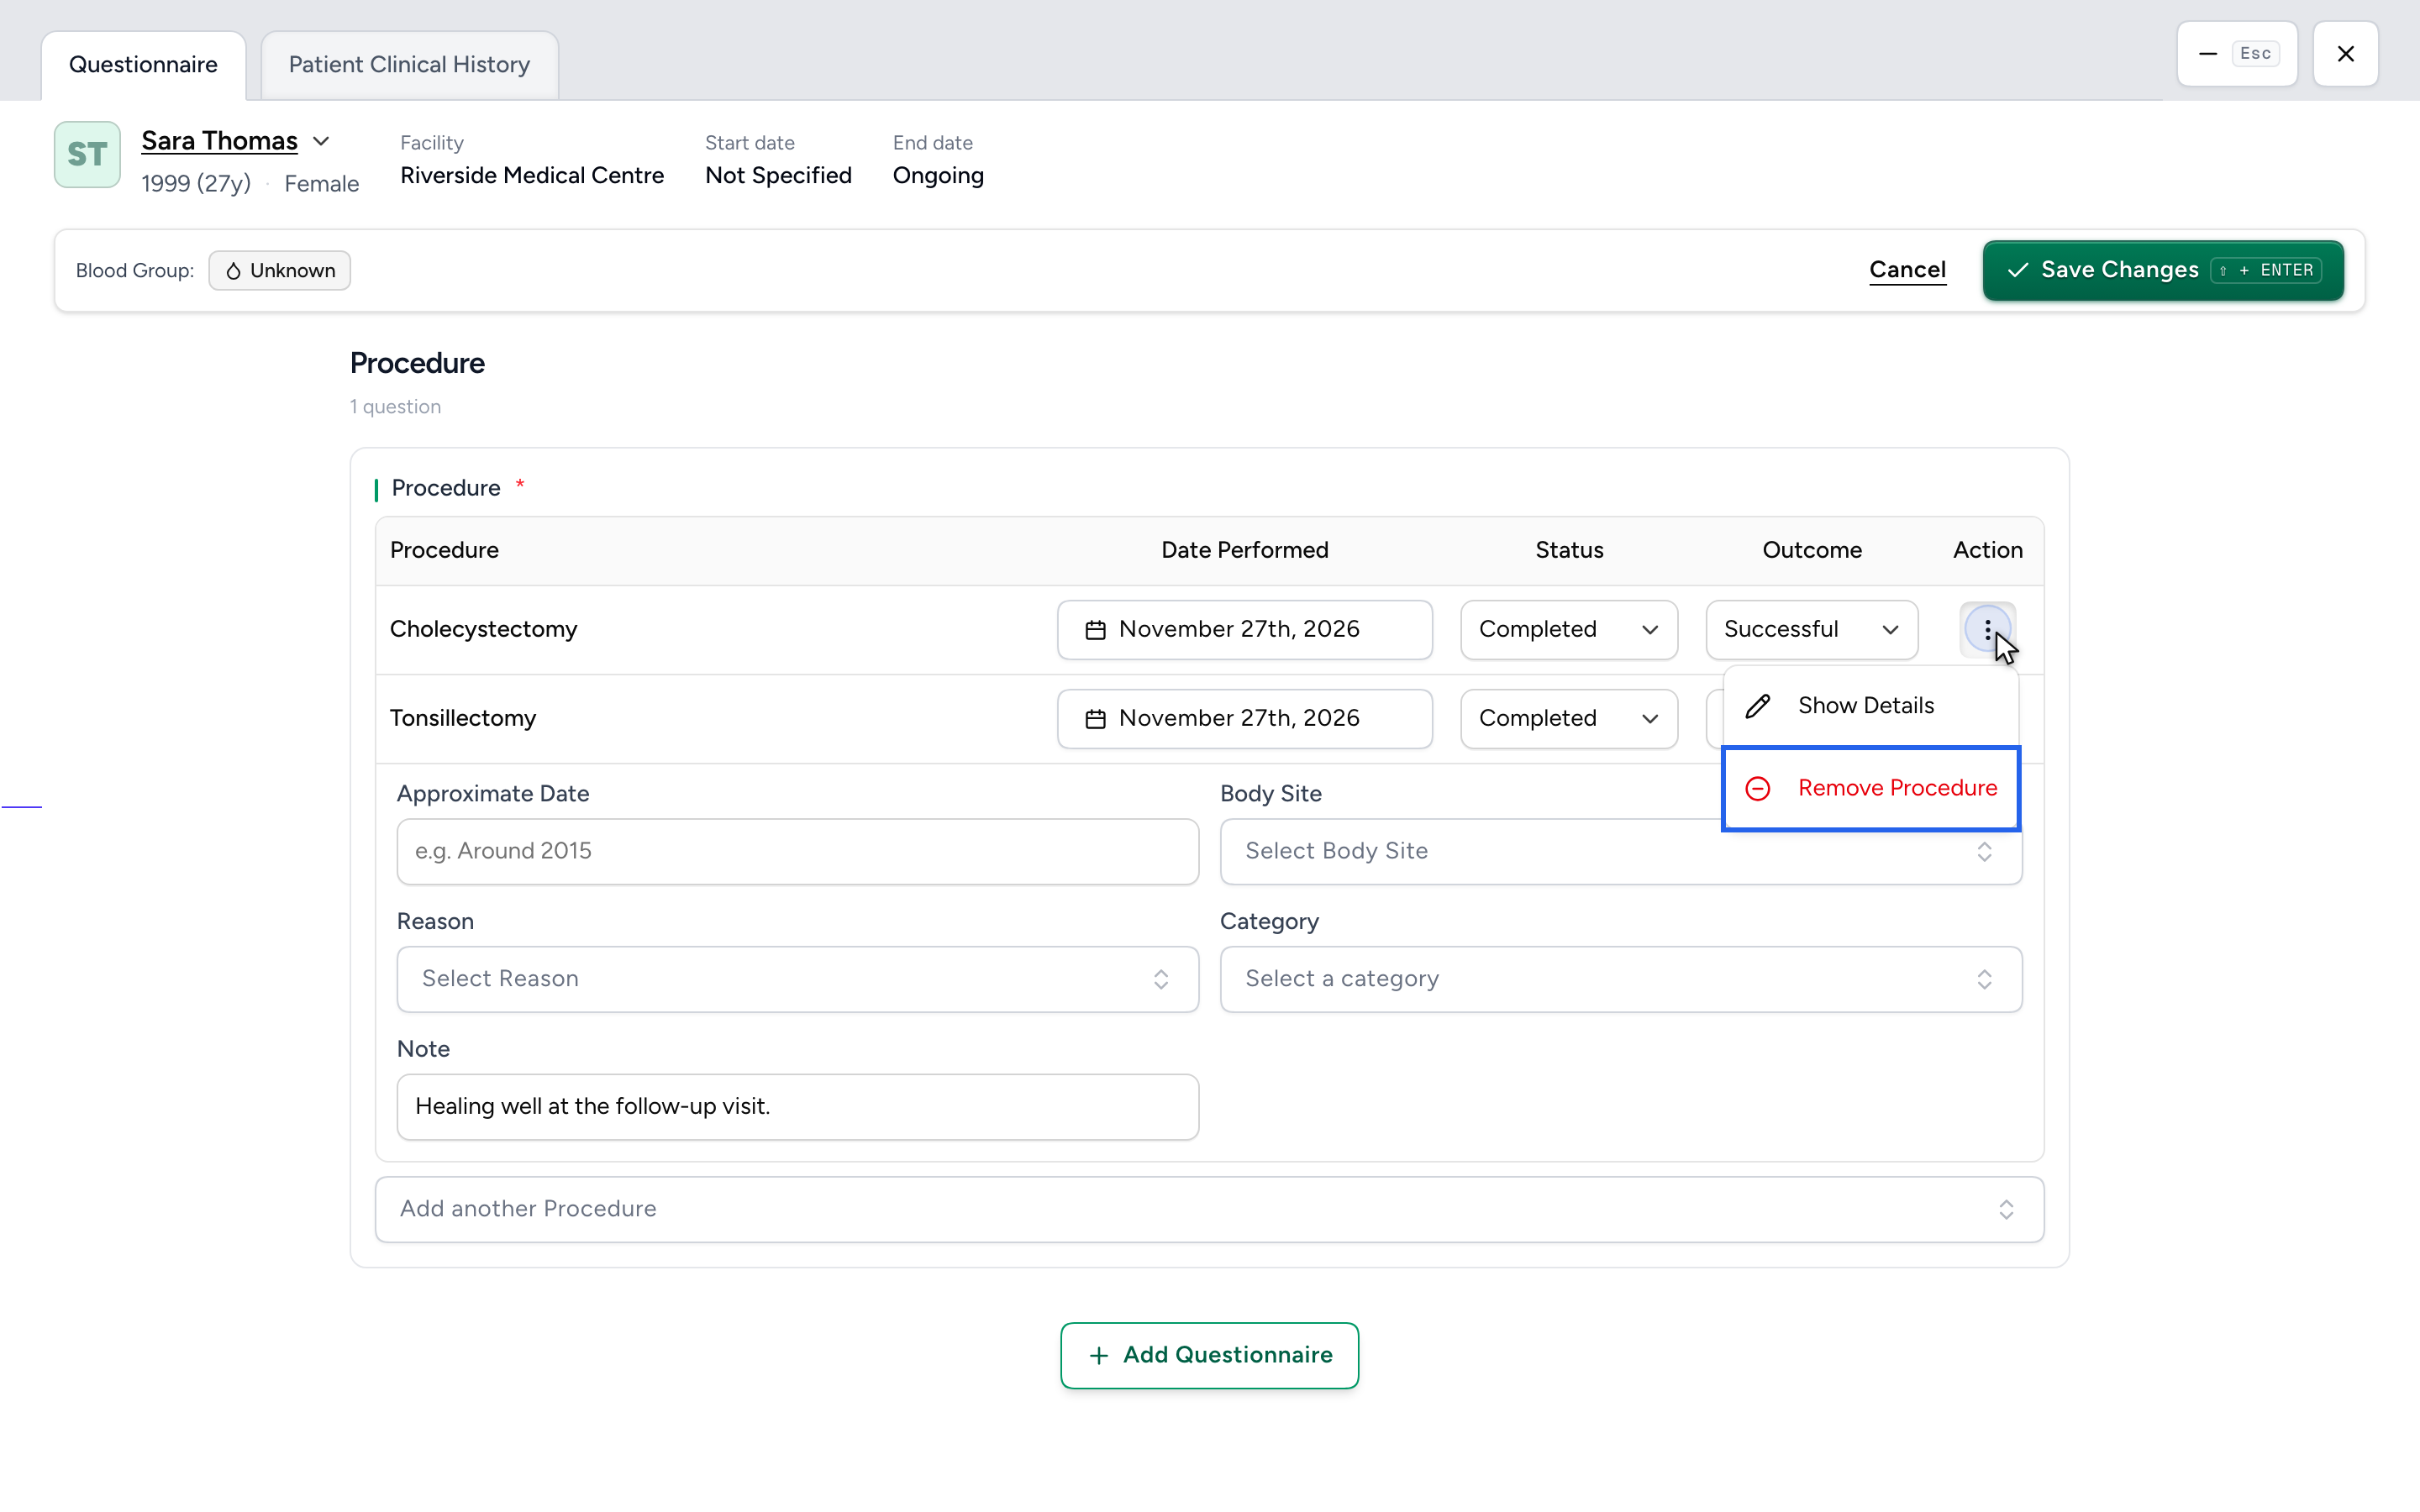 Questionnaire
Patient Clinical History
Esc
ST
Sara Thomas
1999 (27y) · Female
Facility
Riverside Medical Centre
Start date
Not Specified
End date
Ongoing
Blood Group:
Unknown
Cancel
Save Changes ⇧ + ENTER
Procedure
1 question
Procedure *
Procedure
Date Performed
Status
Outcome
Action
Cholecystectomy
November 27th, 2026
Completed
Successful
Tonsillectomy
November 27th, 2026
Completed
Show Details
Remove Procedure
Approximate Date
e.g. Around 2015
Body Site
Select Body Site
Reason
Select Reason
Category
Select a category
Note
Healing well at the follow-up visit.
Add another Procedure
Add Questionnaire